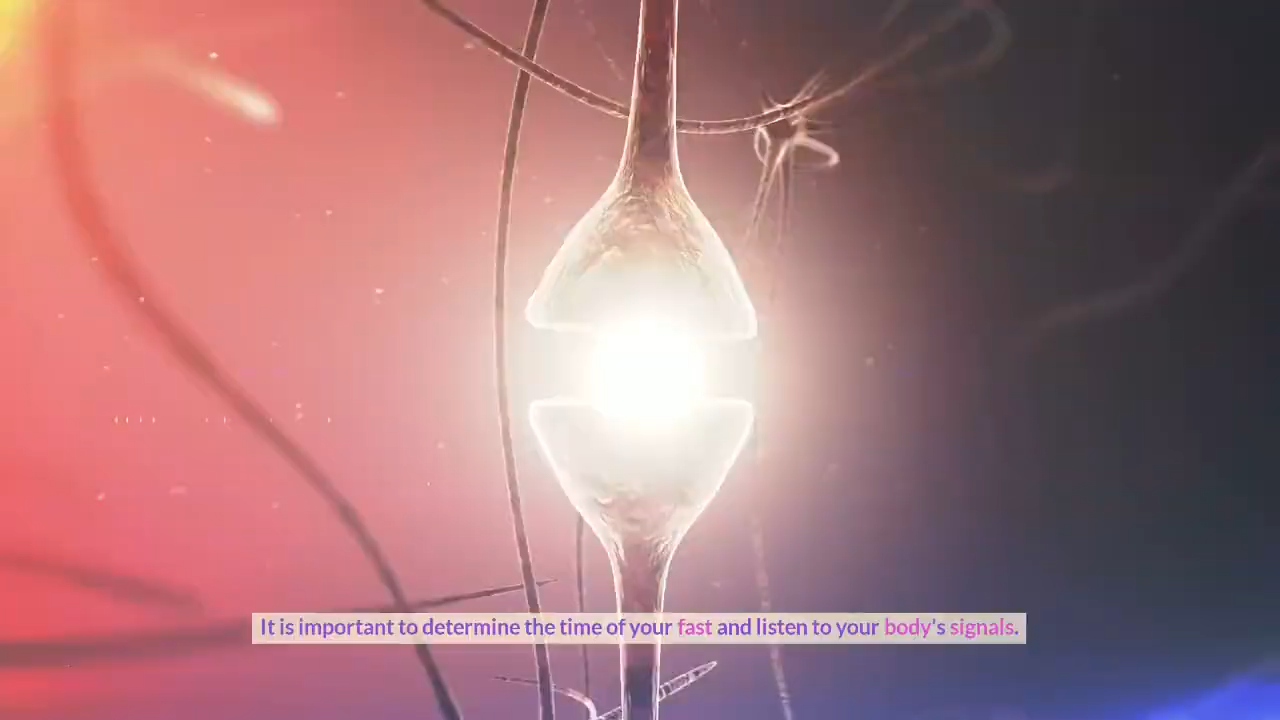 It is important to determine the time of your fast and listen to your body's signals.